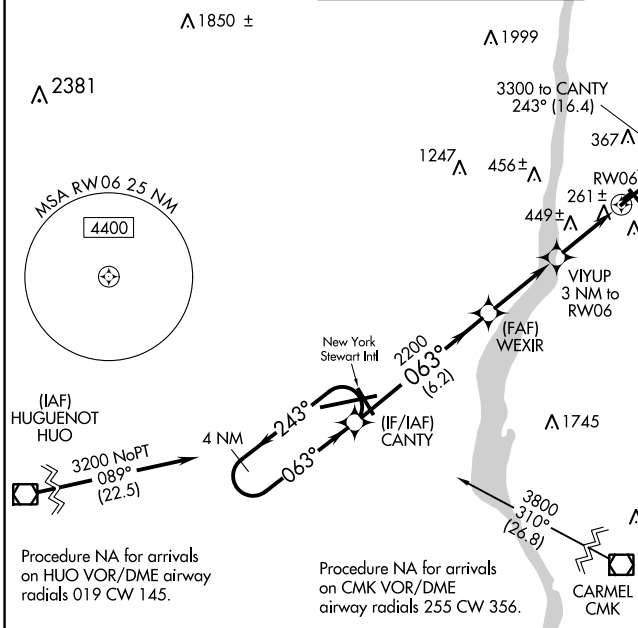 1850 ±
1999
2381
3300 to CANTY
243° (16.4)
367
1247
456±
MSA RW06 25 NM
4400
RW06
261±
449±
VIYUP
3 NM to
RW06
(FAF)
WEXIR
New York
Stewart Intl
2200
063°
(6.2)
(IAF)
HUGUENOT
HUO
243°
(IF/IAF)
CANTY
4 NM
063°
1745
3200 NoPT
089°
(22.5)
3800
310°
(26.8)
Procedure NA for arrivals
on HUO VOR/DME airway
radials 019 CW 145.
Procedure NA for arrivals
on CMK VOR/DME
airway radials 255 CW 356.
CARMEL
CMK